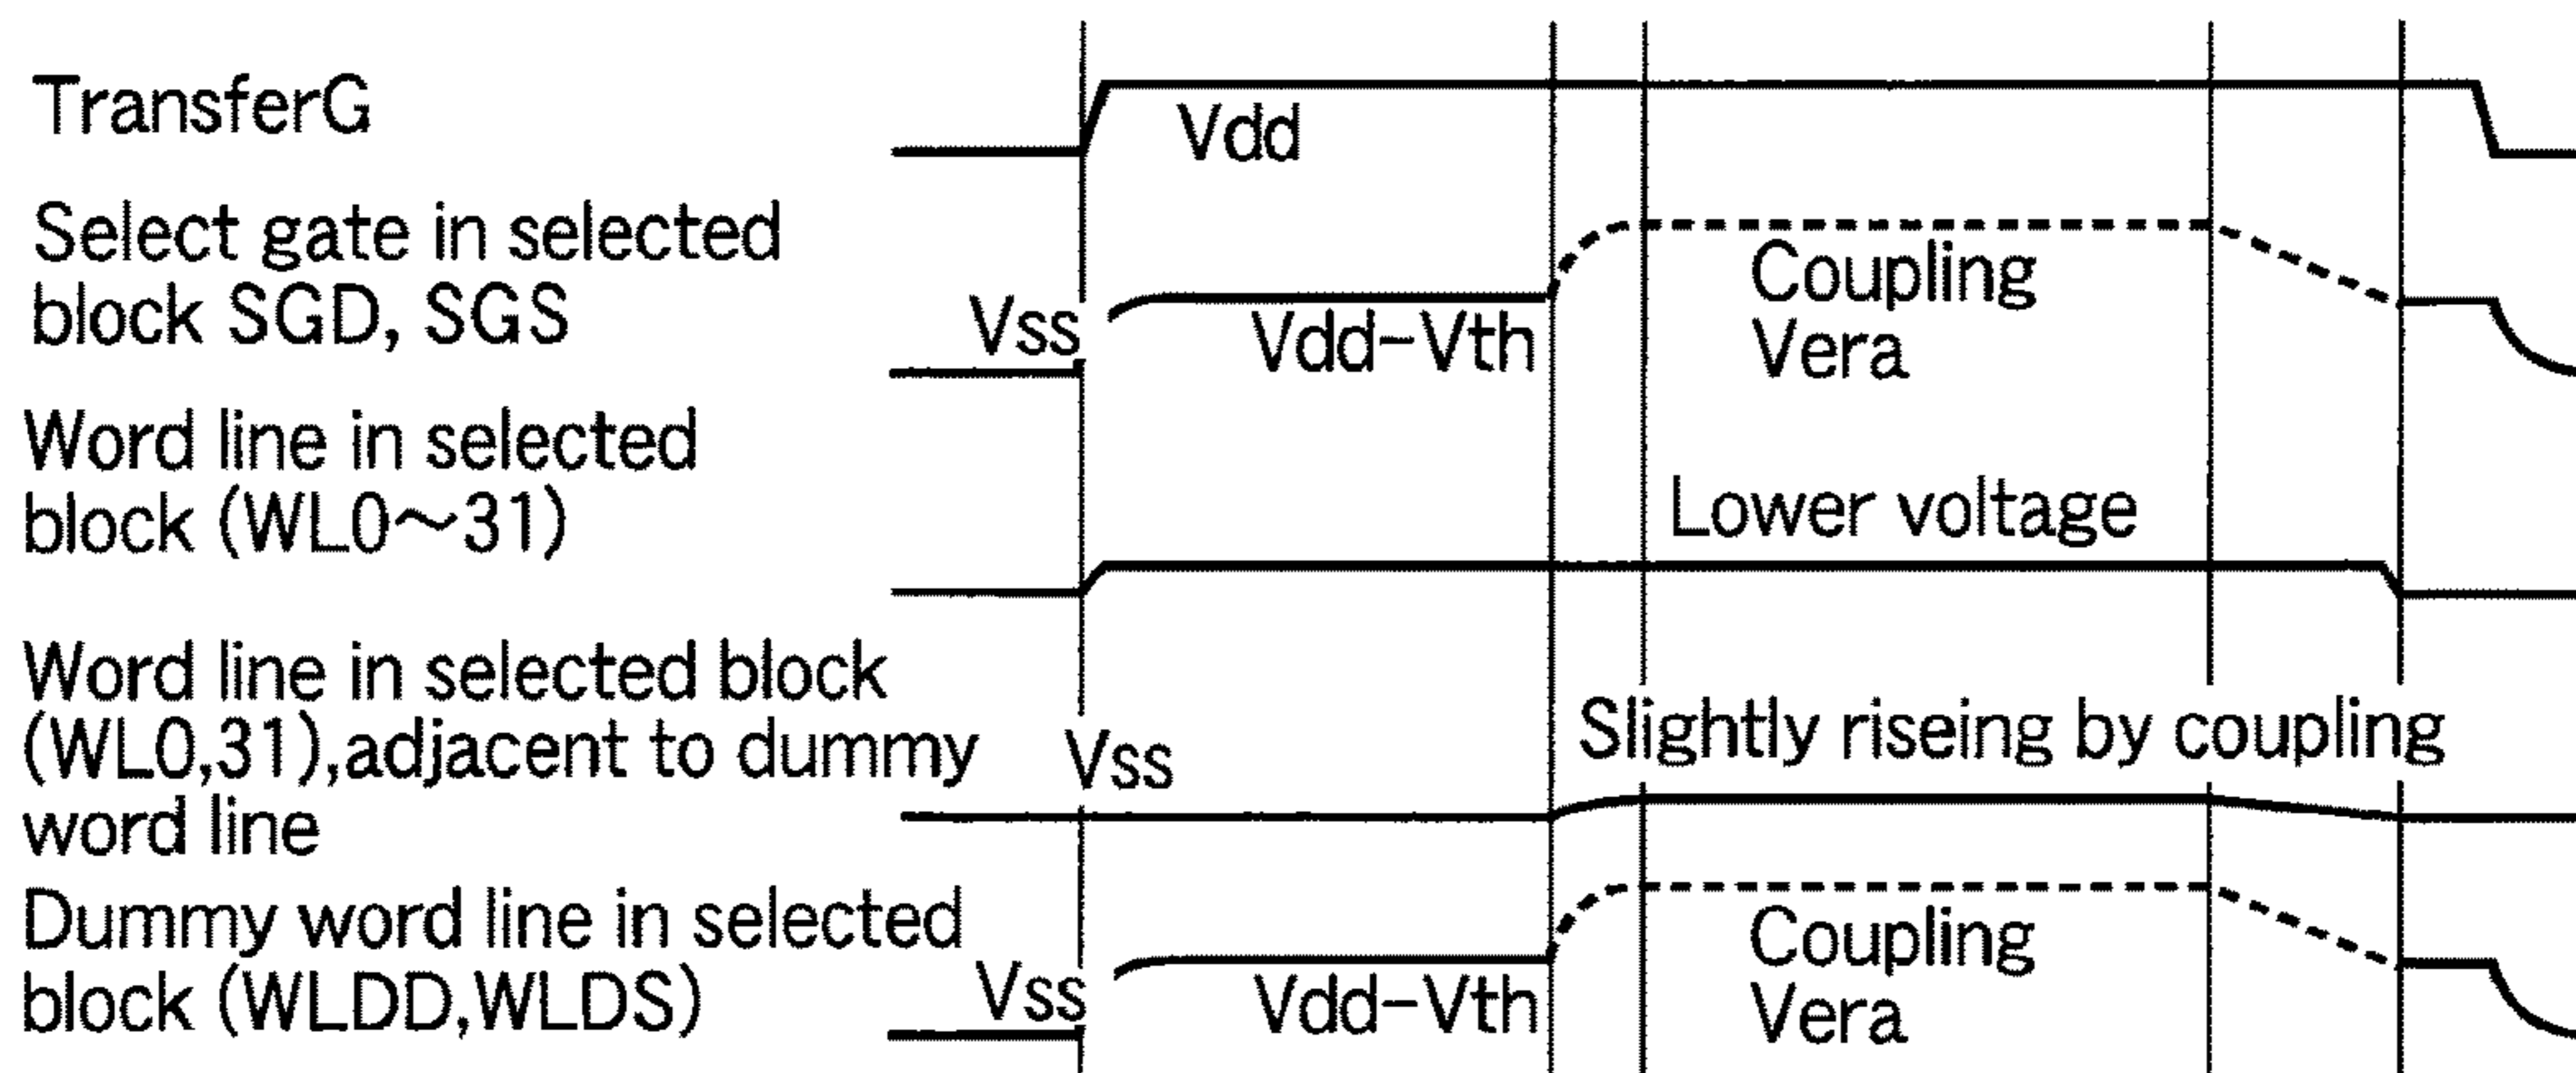 TransferG
Vdd
Select gate in selected
block SGD, SGS
Vss
Vdd-Vth
Coupling
Vera
Word line in selected
block (WL0~31)
Lower voltage
Word line in selected block
(WL0,31),adjacent to dummy
word line
Vss
Slightly riseing by coupling
Dummy word line in selected
block (WLDD,WLDS)
Vss
Vdd-Vth
Coupling
Vera